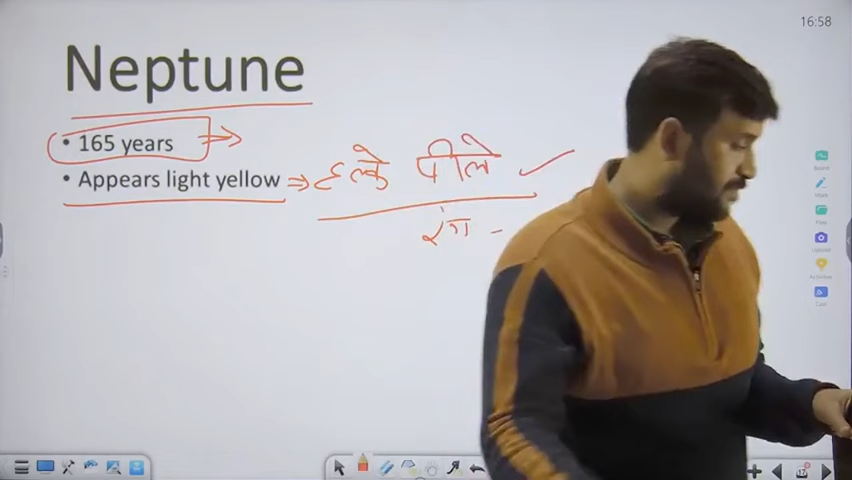 16:58
Neptune
• 165 years
• Appears light yellow ⇒ हल्के पीले
रंग -